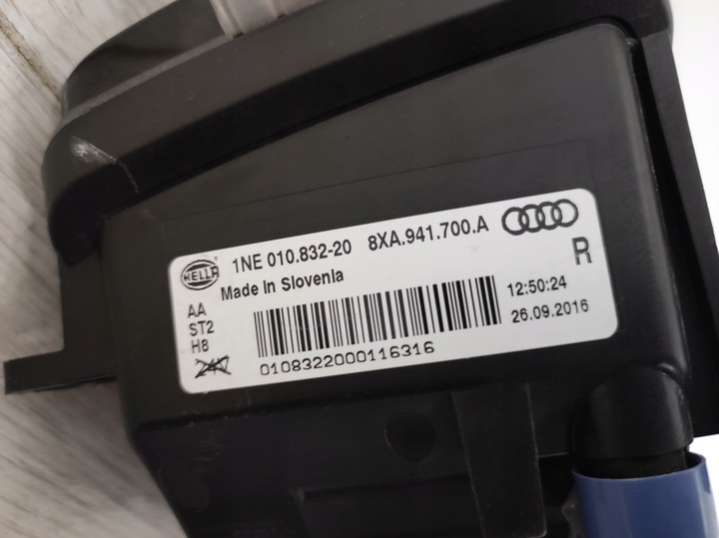 HELLA
1NE 010.832-20 8XA.941.700.A
Made in Slovenia
R
AA
ST2
H8
24V
12:50:24
26.09.2016
0108322000116316